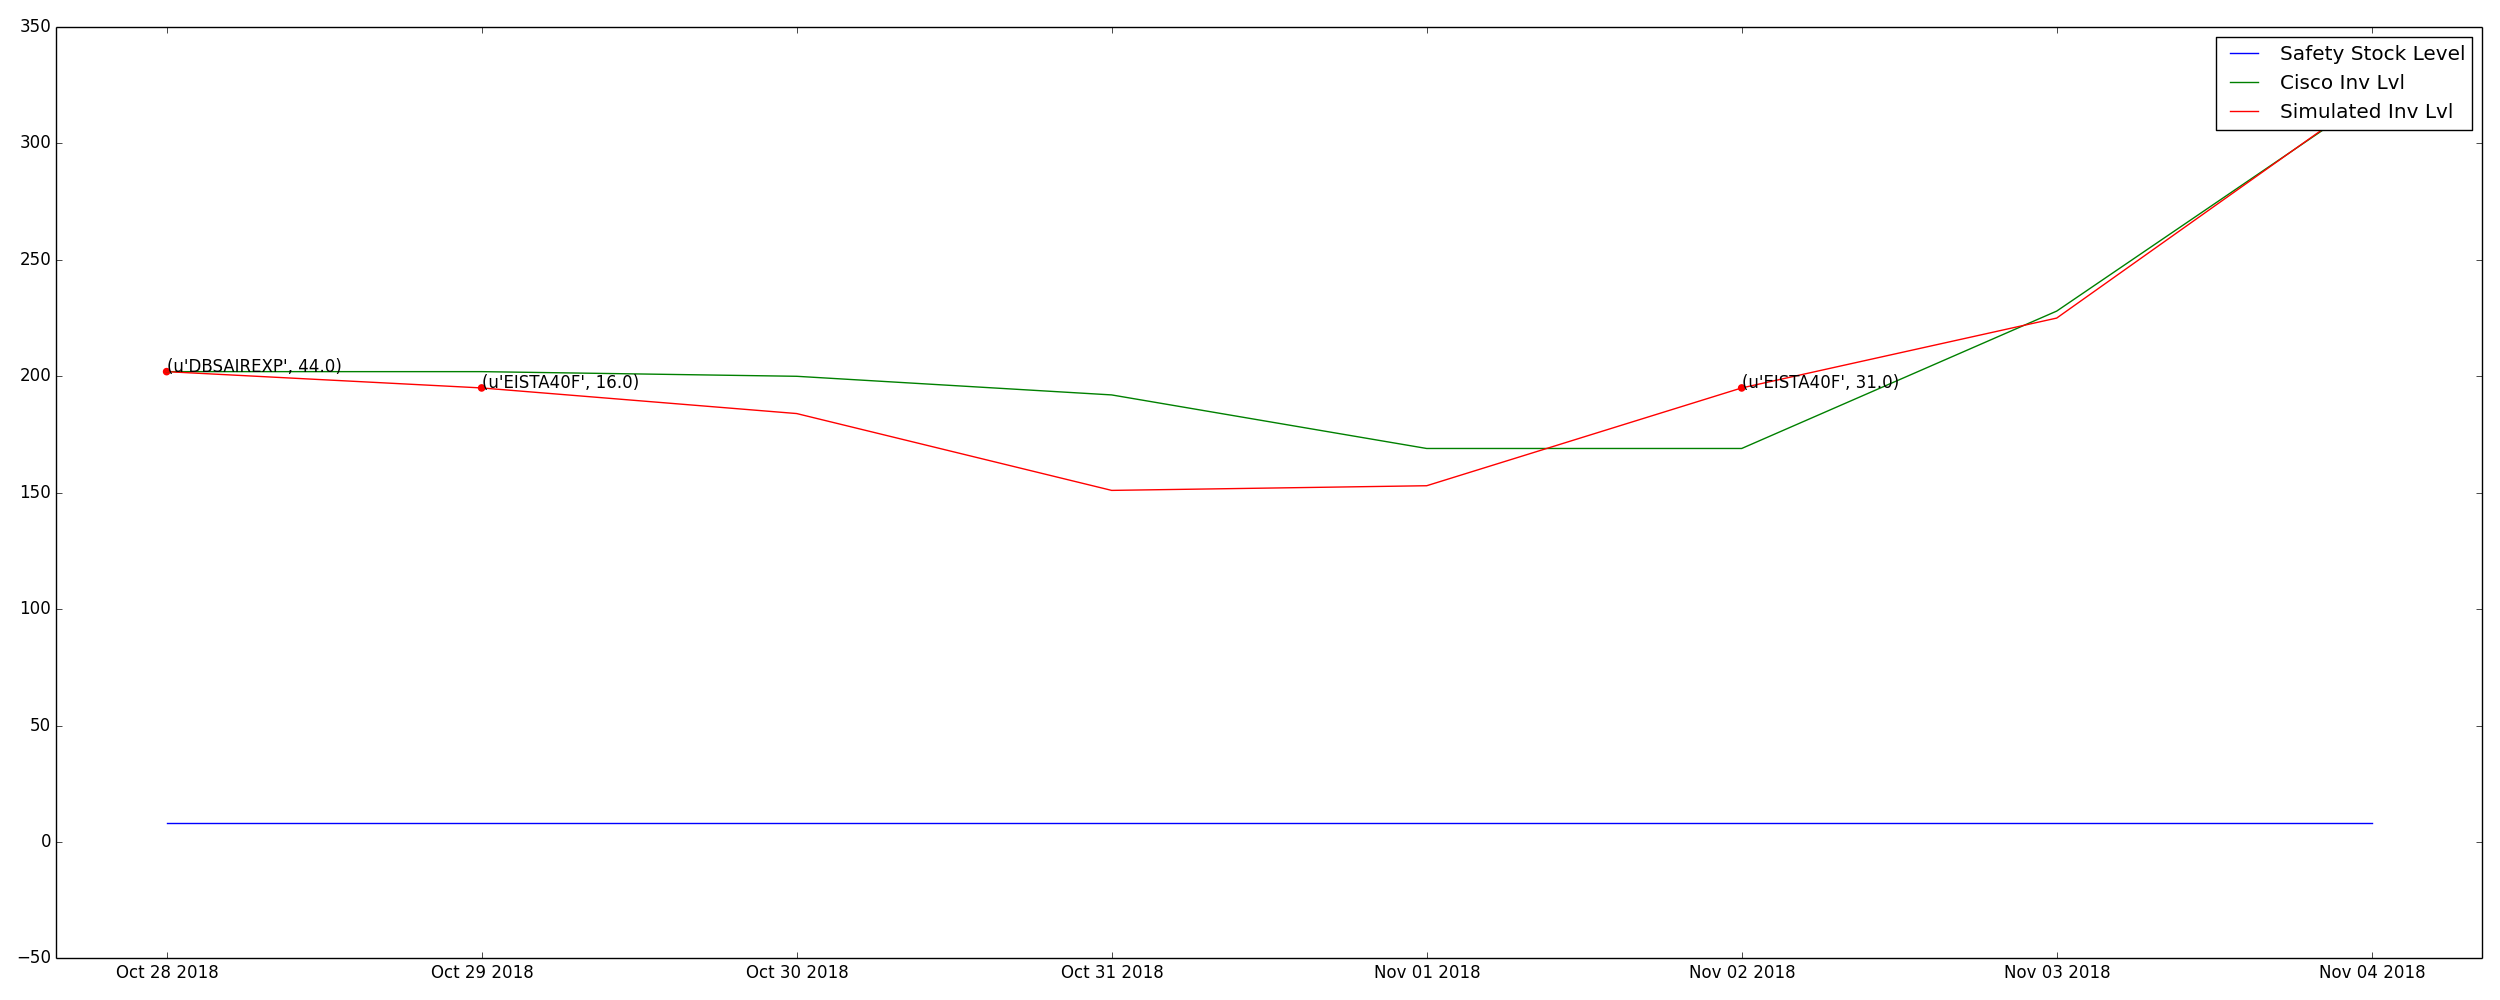 350
300
250
200
150
100
50
0
−50
Safety Stock Level
Cisco Inv Lvl
Simulated Inv Lvl
(u'DBSAIREXP', 44.0)
(u'EISTA40F', 16.0)
(u'EISTA40F', 31.0)
Oct 28 2018 Oct 29 2018 Oct 30 2018 Oct 31 2018 Nov 01 2018 Nov 02 2018 Nov 03 2018 Nov 04 2018